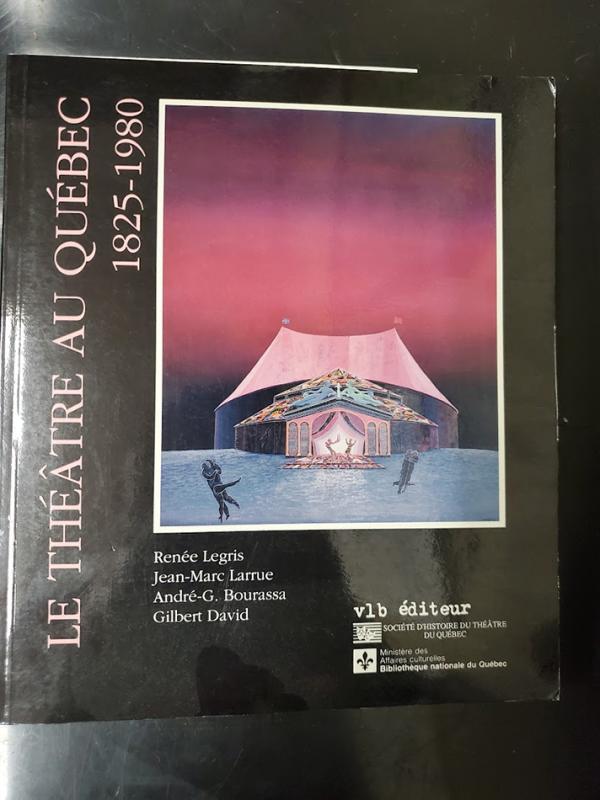 LE THÉÂTRE AU QUÉBEC
1825-1980
Renée Legris
Jean-Marc Larrue
André-G. Bourassa
Gilbert David
vlb éditeur
SOCIÉTÉ D'HISTOIRE DU THÉÂTRE
DU QUÉBEC
Ministère des
Affaires culturelles
Bibliothèque nationale du Québec